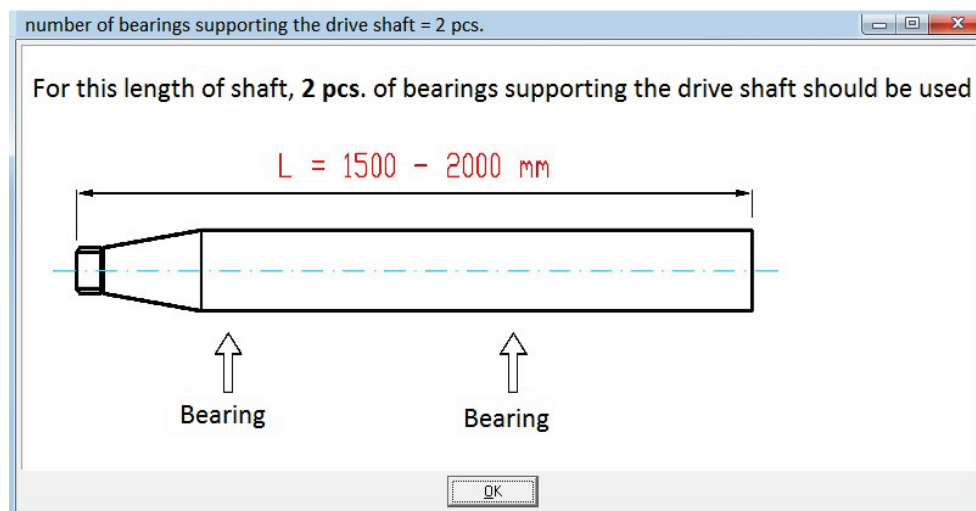 number of bearings supporting the drive shaft = 2 pcs.
For this length of shaft, 2 pcs. of bearings supporting the drive shaft should be used
L = 1500 - 2000 mm
Bearing
Bearing
OK